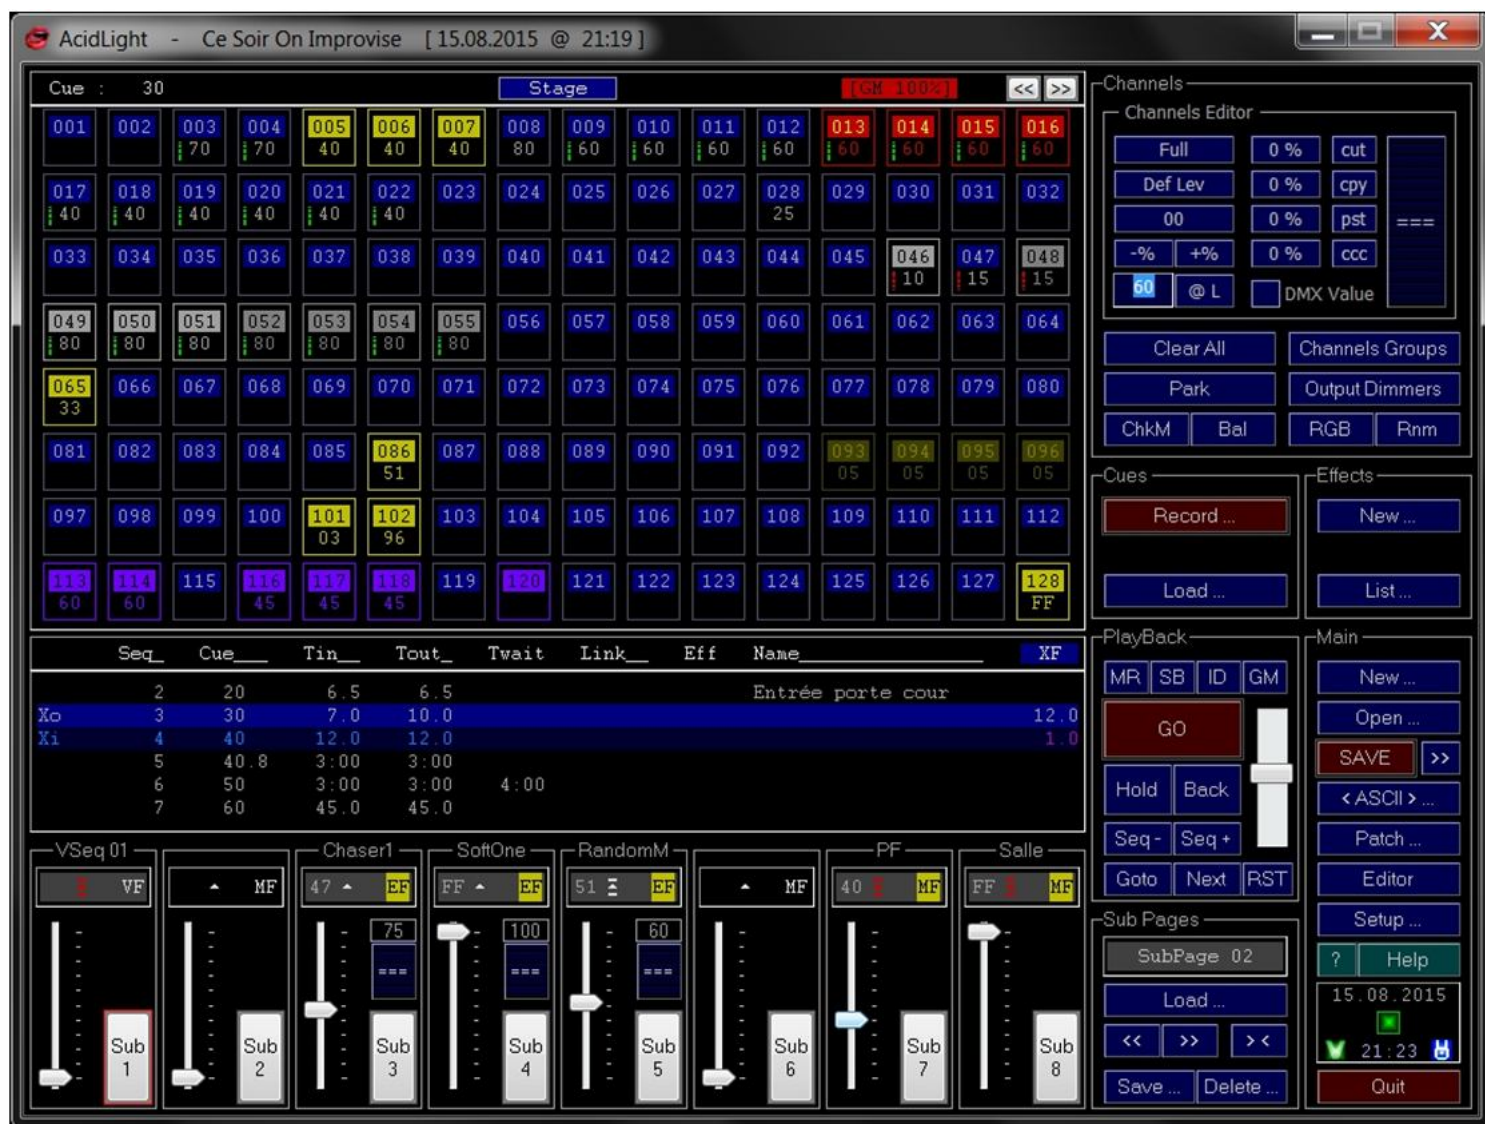 AcidLight - Ce Soir On Improvise [ 15.08.2015 @ 21:19 ]
Cue : 30 Stage [GM 100%] << >>
001 002 003 004 005 006 007 008 009 010 011 012 013 014 015 016
70 70 40 40 40 80 60 60 60 60 60 60 60 60
017 018 019 020 021 022 023 024 025 026 027 028 029 030 031 032
40 40 40 40 40 40 25
033 034 035 036 037 038 039 040 041 042 043 044 045 046 047 048
10 15 15
049 050 051 052 053 054 055 056 057 058 059 060 061 062 063 064
80 80 80 80 80 80 80
065 066 067 068 069 070 071 072 073 074 075 076 077 078 079 080
33
081 082 083 084 085 086 087 088 089 090 091 092 093 094 095 096
51 05 05 05 05
097 098 099 100 101 102 103 104 105 106 107 108 109 110 111 112
03 96
113 114 115 116 117 118 119 120 121 122 123 124 125 126 127 128
60 60 45 45 45 FF
Seq_ Cue___ Tin__ Tout_ Twait Link__ Eff Name________________ XF
2 20 6.5 6.5 Entrée porte cour
Xo 3 30 7.0 10.0 12.0
Xi 4 40 12.0 12.0 1.0
5 40.8 3:00 3:00
6 50 3:00 3:00 4:00
7 60 45.0 45.0
VSeq 01 Chaser1 SoftOne RandomM PF Salle
VF MF 47 EF FF EF 51 EF MF 40 MF FF MF
75 100 60
=== === ===
Sub 1 Sub 2 Sub 3 Sub 4 Sub 5 Sub 6 Sub 7 Sub 8
Channels
Channels Editor
Full 0 % cut
Def Lev 0 % cpy
00 0 % pst ===
-% +% 0 % ccc
60 @ L DMX Value
Clear All Channels Groups
Park Output Dimmers
ChkM Bal RGB Rnm
Cues
Record ...
Load ...
Effects
New ...
List ...
PlayBack
MR SB ID GM
GO
Hold Back
Seq - Seq +
Goto Next RST
Sub Pages
SubPage 02
Load ...
<< >> > <
Save ... Delete ...
Main
New ...
Open ...
SAVE >>
< ASCII > ...
Patch ...
Editor
Setup ...
? Help
15.08.2015
21:23
Quit